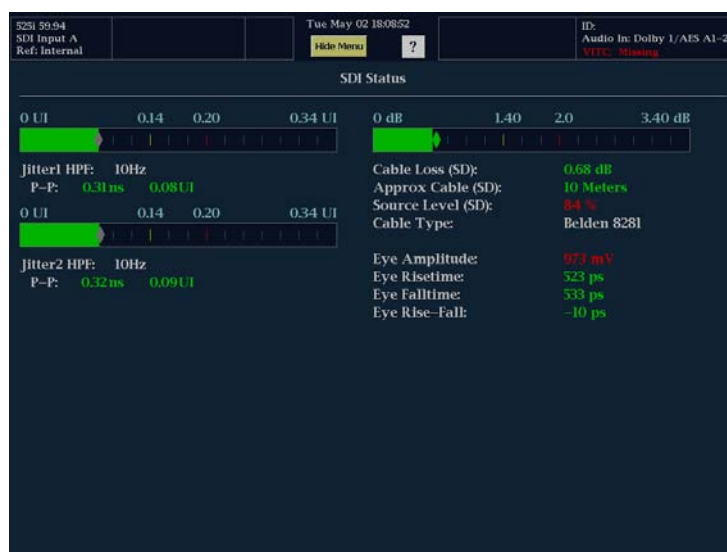 525i 59.94
SDI Input A
Ref: Internal
Tue May 02 18:08:52
Hide Menu
?
ID:
Audio In: Dolby 1/AES A1-2
VITC: Missing
SDI Status
0 UI 0.14 0.20 0.34 UI
Jitter1 HPF: 10Hz
P-P: 0.31ns 0.08UI
0 UI 0.14 0.20 0.34 UI
Jitter2 HPF: 10Hz
P-P: 0.32ns 0.09UI
0 dB 1.40 2.0 3.40 dB
Cable Loss (SD): 0.68 dB
Approx Cable (SD): 10 Meters
Source Level (SD): 84 %
Cable Type: Belden 8281
Eye Amplitude: 973 mV
Eye Risetime: 523 ps
Eye Falltime: 533 ps
Eye Rise-Fall: -10 ps